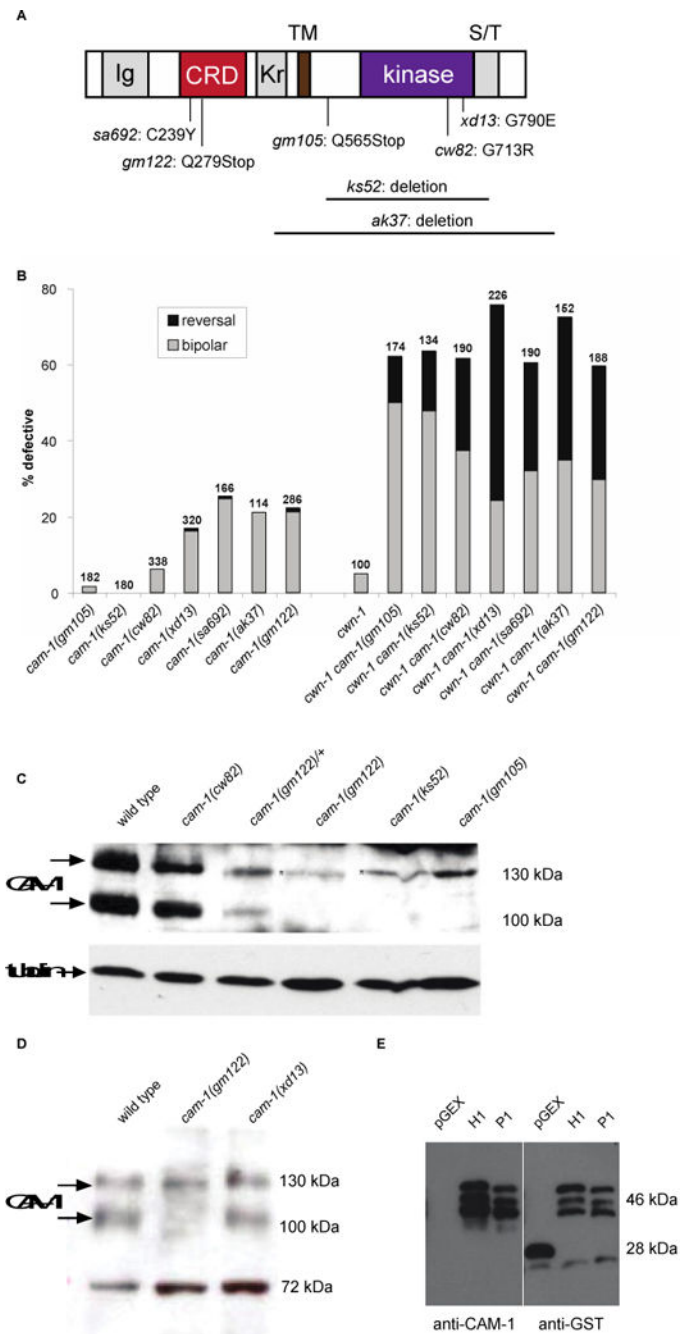 A
TM
S/T
Ig
CRD
Kr
kinase
sa692: C239Y
gm122: Q279Stop
gm105: Q565Stop
xd13: G790E
cw82: G713R
ks52: deletion
ak37: deletion
B
80
60
40
20
0
% defective
reversal
bipolar
182
180
338
320
166
114
286
100
174
134
190
226
190
152
188
cam-1(gm105)
cam-1(ks52)
cam-1(cw82)
cam-1(xd13)
cam-1(sa692)
cam-1(ak37)
cam-1(gm122)
cwn-1
cwn-1 cam-1(gm105)
cwn-1 cam-1(ks52)
cwn-1 cam-1(cw82)
cwn-1 cam-1(xd13)
cwn-1 cam-1(sa692)
cwn-1 cam-1(ak37)
cwn-1 cam-1(gm122)
C
wild type
cam-1(cw82)
cam-1(gm122)/+
cam-1(gm122)
cam-1(ks52)
cam-1(gm105)
CAM-1
130 kDa
100 kDa
tubulin
D
wild type
cam-1(gm122)
cam-1(xd13)
CAM-1
130 kDa
100 kDa
72 kDa
E
pGEX
H1
P1
pGEX
H1
P1
46 kDa
28 kDa
anti-CAM-1
anti-GST